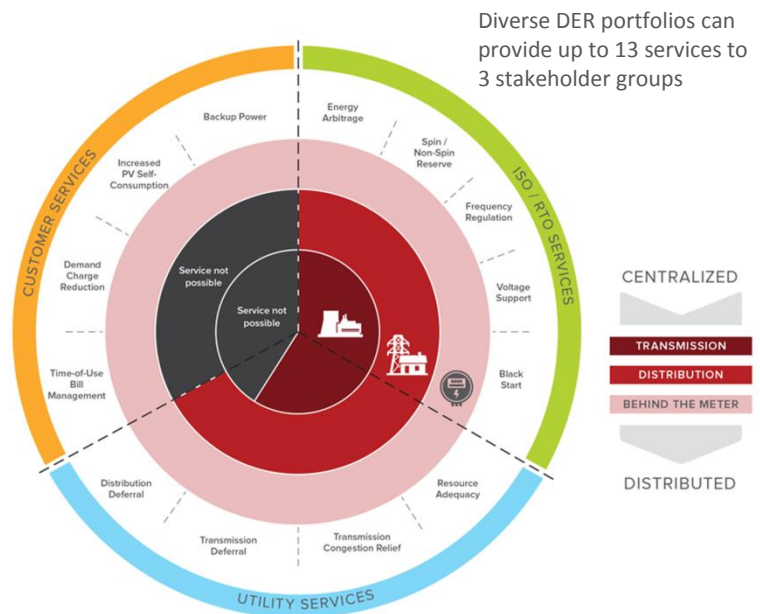 Diverse DER portfolios can
provide up to 13 services to
3 stakeholder groups
CUSTOMER SERVICES
ISO / RTO SERVICES
UTILITY SERVICES
Backup Power
Increased
PV Self-
Consumption
Demand
Charge
Reduction
Time-of-Use
Bill
Management
Energy
Arbitrage
Spin /
Non-Spin
Reserve
Frequency
Regulation
Voltage
Support
Black
Start
Resource
Adequacy
Transmission
Congestion Relief
Transmission
Deferral
Distribution
Deferral
Service not
possible
Service not
possible
CENTRALIZED
TRANSMISSION
DISTRIBUTION
BEHIND THE METER
DISTRIBUTED